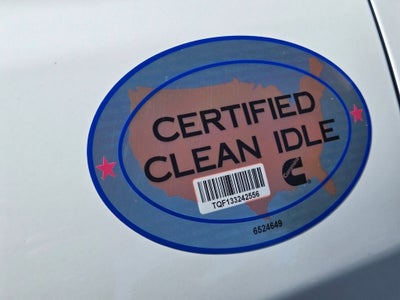 CERTIFIED
CLEAN IDLE
TQF133242556
6524649